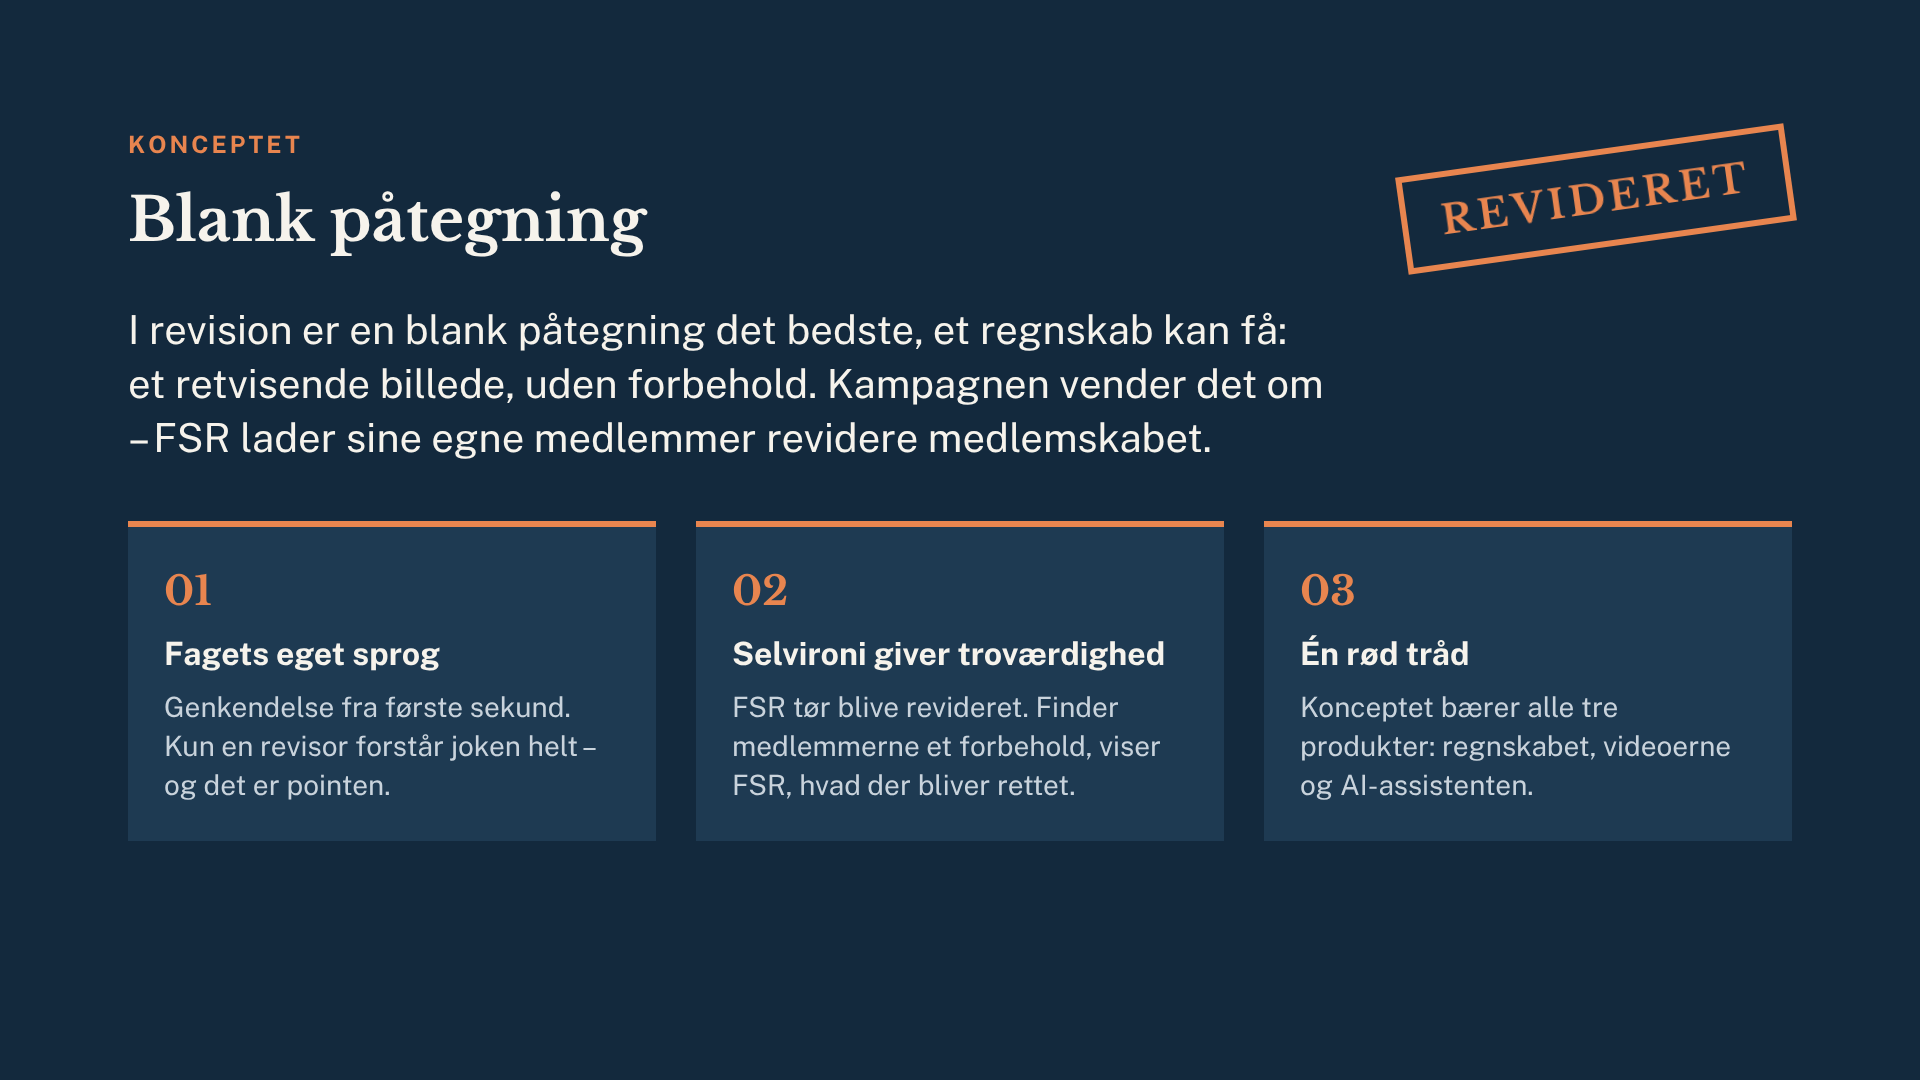 KONCEPTET
Blank påtegning
REVIDERET
I revision er en blank påtegning det bedste, et regnskab kan få:
et retvisende billede, uden forbehold. Kampagnen vender det om
– FSR lader sine egne medlemmer revidere medlemskabet.
01
Fagets eget sprog
Genkendelse fra første sekund.
Kun en revisor forstår joken helt –
og det er pointen.
02
Selvironi giver troværdighed
FSR tør blive revideret. Finder
medlemmerne et forbehold, viser
FSR, hvad der bliver rettet.
03
Én rød tråd
Konceptet bærer alle tre
produkter: regnskabet, videoerne
og AI-assistenten.